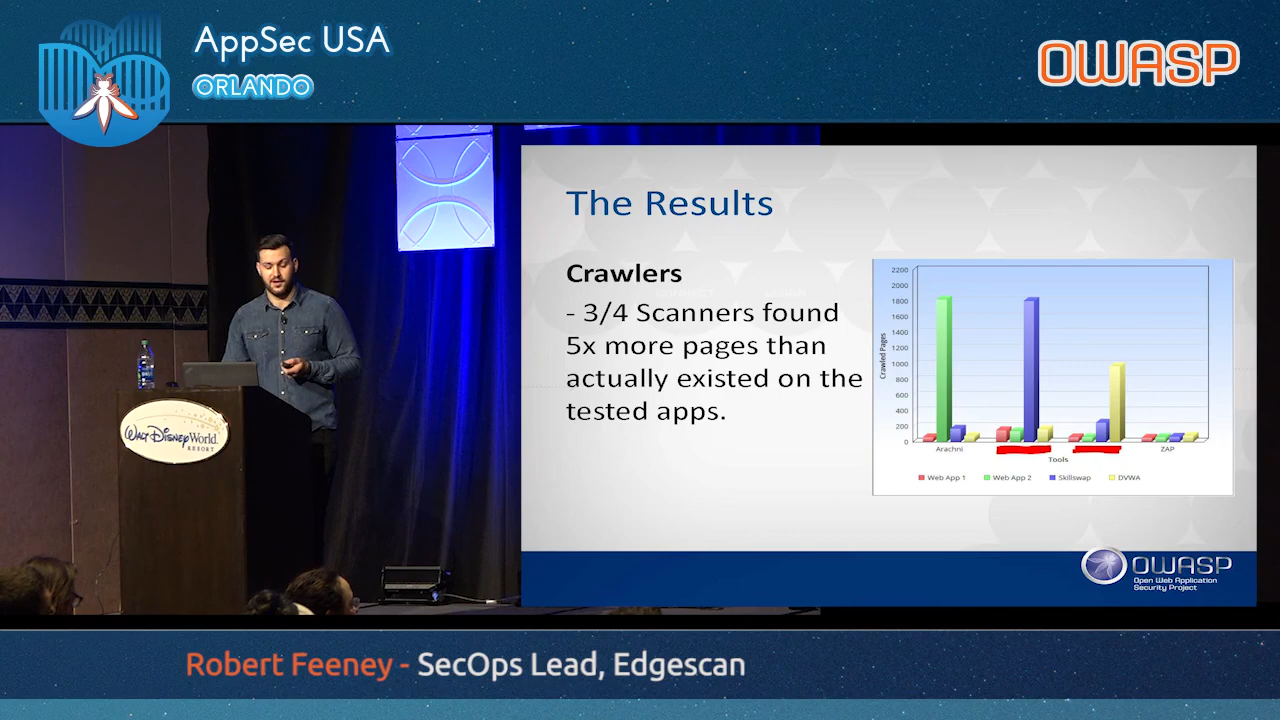 AppSec USA
ORLANDO
OWASP
The Results
Crawlers
- 3/4 Scanners found
5x more pages than
actually existed on the
tested apps.
2200
2000
1800
1600
1400
1200
1000
800
600
400
200
0
Crawled Pages
Arachni
ZAP
Tools
Web App 1
Web App 2
Skillswap
DVWA
WALT DISNEY WORLD
RESORT
OWASP
Open Web Application
Security Project
Robert Feeney - SecOps Lead, Edgescan